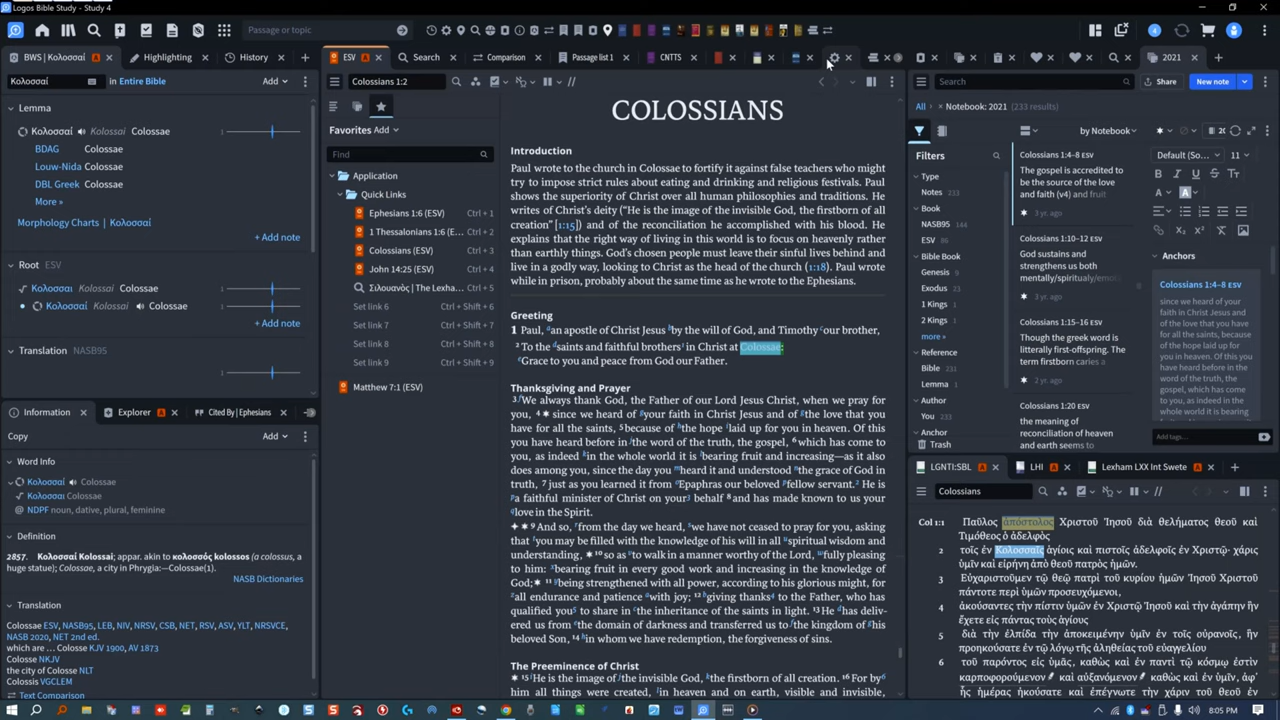 Logos Bible Study - 4
Passage or topic
4
BWS | Κολοσσαί A
Highlighting
History
ESV A
Search
Comparison
Passage list 1
CNTTS
2021
Κολοσσαί
in Entire Bible
Add
Lemma
Κολοσσαί Kolossai Colossae
1
BDAG Colossae
Louw-Nida Colossae
DBL Greek Colossae
More »
Morphology Charts | Κολοσσαί
+ Add note
Root ESV
Κολοσσαι Kolossai Colossae
Κολοσσαί Kolossai Colossae
1
+ Add note
Translation NASB95
1
Information
Explorer A
Cited By | Ephesians
Copy
Add
Word Info
Κολοσσαί Colossae
Κολοσσαι Colossae
NDPF noun, dative, plural, feminine
Definition
2857. Κολοσσαί Kolossai; appar. akin to κολοσσός kolossos (a colossus, a
huge statue); Colossae, a city in Phrygia:—Colossae(1).
NASB Dictionaries
Translation
Colossae ESV, NASB95, LEB, NIV, NRSV, CSB, NET, RSV, ASV, YLT, NRSVCE,
NASB 2020, NET 2nd ed.
which are ... Colosse KJV 1900, AV 1873
Colosse NKJV
the city of Colosse NLT
Colossis VGCLEM
Text Comparison
Colossians 1:2
Favorites Add
Find
Application
Quick Links
Ephesians 1:6 (ESV) Ctrl + 1
1 Thessalonians 1:6 (E... Ctrl + 2
Colossians (ESV) Ctrl + 3
John 14:25 (ESV) Ctrl + 4
Σιλουανός | The Lexha... Ctrl + 5
Set link 6 Ctrl + Shift + 6
Set link 7 Ctrl + Shift + 7
Set link 8 Ctrl + Shift + 8
Set link 9 Ctrl + Shift + 9
Matthew 7:1 (ESV)
COLOSSIANS
Introduction
Paul wrote to the church in Colossae to fortify it against false teachers who might
try to impose strict rules about eating and drinking and religious festivals. Paul
shows the superiority of Christ over all human philosophies and traditions. He
writes of Christ's deity (“He is the image of the invisible God, the firstborn of all
creation” [1:15]) and of the reconciliation he accomplished with his blood. He
explains that the right way of living in this world is to focus on heavenly rather
than earthly things. God's chosen people must leave their sinful lives behind and
live in a godly way, looking to Christ as the head of the church (1:18). Paul wrote
while in prison, probably about the same time as he wrote to the Ephesians.
Greeting
1 Paul, a an apostle of Christ Jesus b by the will of God, and Timothy c our brother,
2 To the d saints and faithful brothers 1 in Christ at Colossae:
e Grace to you and peace from God our Father.
Thanksgiving and Prayer
3 f We always thank God, the Father of our Lord Jesus Christ, when we pray for
you, 4 ✶ since we heard of g your faith in Christ Jesus and of g the love that you
have for all the saints, 5 because of h the hope i laid up for you in heaven. Of this
you have heard before in j the word of the truth, the gospel, 6 which has come to
you, as indeed k in the whole world it is l bearing fruit and increasing—as it also
does among you, since the day you m heard it and understood n the grace of God in
truth, 7 just as you learned it from o Epaphras our beloved p fellow servant. 2 He is
p a faithful minister of Christ on your 3 behalf 8 and has made known to us your
q love in the Spirit.
✦ ✶ 9 And so, r from the day we heard, s we have not ceased to pray for you, asking
that t you may be filled with the knowledge of his will in all u spiritual wisdom and
understanding, ✶ 10 so as v to walk in a manner worthy of the Lord, w fully pleasing
to him: x bearing fruit in every good work and increasing in the knowledge of
God; ✶ 11 y being strengthened with all power, according to his glorious might, for
z all endurance and patience a with joy; 12 b giving thanks 4 to the Father, who has
qualified you 5 to share in c the inheritance of the saints in light. 13 He d has deliv-
ered us from e the domain of darkness and transferred us to f the kingdom of g his
beloved Son, 14 h in whom we have redemption, the forgiveness of sins.
The Preeminence of Christ
✶ 15 i He is the image of j the invisible God, k the firstborn of all creation. 16 For by 6
him all things were created, l in heaven and on earth, visible and invisible,
Search
Share
New note
All › Notebook: 2021 (233 results)
by Notebook
Filters
Type
Notes 233
Book
NASB95 144
ESV 86
Bible Book
Genesis 9
Exodus 3
1 Kings 1
2 Kings 1
more »
Reference
Bible 231
Lemma 1
Author
You 233
Anchor
Trash
Colossians 1:4–8 ESV
The gospel is accredited to
be the source of the love
and faith (v4) and fruit
3 yr. ago
Colossians 1:10–12 ESV
God sustains and
strengthens us both
mentally/spiritually/emo
3 yr. ago
Colossians 1:15–16 ESV
Though the greek word is
litterally first-offspring. The
term firstborn caries a
2 yr. ago
Colossians 1:20 ESV
the meaning of
reconciliation of heaven
and earth seems to
Default (So... 11
B I U S Tт
Anchors
Colossians 1:4–8 ESV
since we heard of
your faith in Christ
Jesus and of the love
that you have for all
the saints, because of
the hope laid up for
you in heaven. Of this
you have heard
before in the word of
the truth, the gospel,
which has come to
you, as indeed in the
whole world it is
bearing fruit and
Add tags...
LGNTI:SBL A
LHI A
Lexham LXX Int Swete A
Colossians
Col 1:1 Παῦλος ἀπόστολος Χριστοῦ Ἰησοῦ διὰ θελήματος θεοῦ καὶ
Τιμόθεος ὁ ἀδελφὸς
2 τοῖς ἐν Κολοσσαῖς ἁγίοις καὶ πιστοῖς ἀδελφοῖς ἐν Χριστῷ· χάρις
ὑμῖν καὶ εἰρήνη ἀπὸ θεοῦ πατρὸς ἡμῶν.
3 Εὐχαριστοῦμεν τῷ θεῷ πατρὶ τοῦ κυρίου ἡμῶν Ἰησοῦ Χριστοῦ
πάντοτε περὶ ὑμῶν προσευχόμενοι,
4 ἀκούσαντες τὴν πίστιν ὑμῶν ἐν Χριστῷ Ἰησοῦ καὶ τὴν ἀγάπην ἣν
ἔχετε εἰς πάντας τοὺς ἁγίους
5 διὰ τὴν ἐλπίδα τὴν ἀποκειμένην ὑμῖν ἐν τοῖς οὐρανοῖς, ἣν
προηκούσατε ἐν τῷ λόγῳ τῆς ἀληθείας τοῦ εὐαγγελίου
6 τοῦ παρόντος εἰς ὑμᾶς, καθὼς καὶ ἐν παντὶ τῷ κόσμῳ ἐστὶν
καρποφορούμενον καὶ αὐξανόμενον καθὼς καὶ ἐν ὑμῖν, ἀφ᾽
ἧς ἡμέρας ἠκούσατε καὶ ἐπέγνωτε τὴν χάριν τοῦ θεοῦ ἐν
8:05 PM